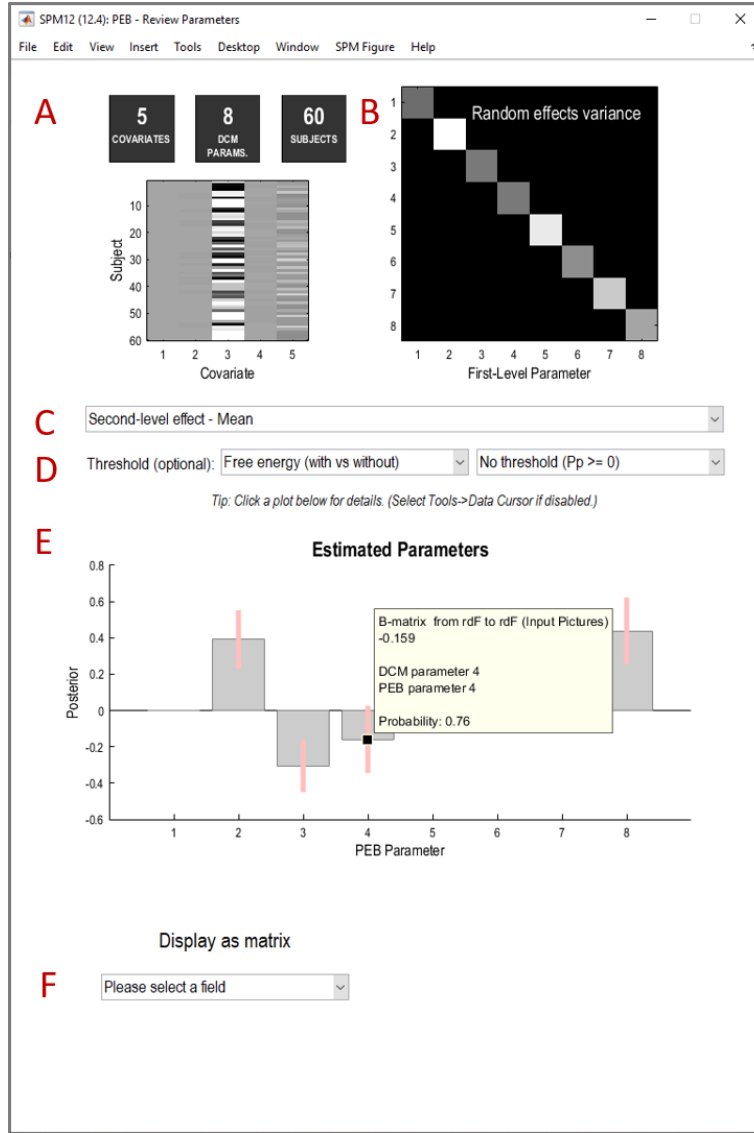 SPM12 (12.4): PEB - Review Parameters
File Edit View Insert Tools Desktop Window SPM Figure Help
A
5
COVARIATES
8
DCM
PARAMS.
60
SUBJECTS
10
20
30
40
50
60
Subject
1 2 3 4 5
Covariate
B
Random effects variance
1
2
3
4
5
6
7
8
1 2 3 4 5 6 7 8
First-Level Parameter
C
Second-level effect - Mean
D
Threshold (optional): Free energy (with vs without) No threshold (Pp >= 0)
Tip: Click a plot below for details. (Select Tools->Data Cursor if disabled.)
E
Estimated Parameters
0.8
0.6
0.4
0.2
0
-0.2
-0.4
-0.6
Posterior
B-matrix from rdF to rdF (Input Pictures)
-0.159
DCM parameter 4
PEB parameter 4
Probability: 0.76
1 2 3 4 5 6 7 8
PEB Parameter
Display as matrix
F
Please select a field